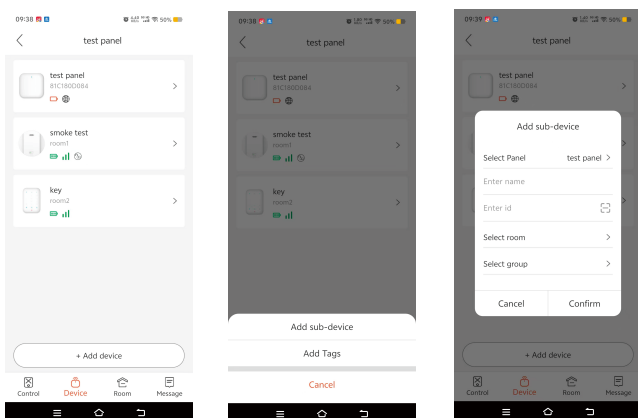 09:38
50%
test panel
test panel
81C180D084
smoke test
room1
key
room2
+ Add device
Control
Device
Room
Message
09:38
50%
test panel
test panel
81C180D084
smoke test
room1
key
room2
Add sub-device
Add Tags
Cancel
09:39
50%
test panel
test panel
81C180D084
Add sub-device
Select Panel
test panel
Enter name
Enter id
Select room
Select group
Cancel
Confirm
+ Add device
Control
Device
Room
Message